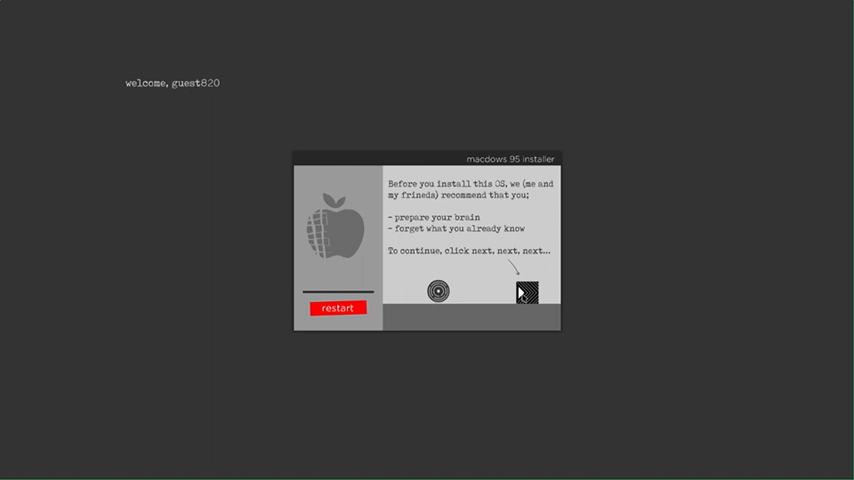 welcome, guest820
macdows 95 installer
Before you install this OS, we (me and
my frineds) recommend that you;
- prepare your brain
- forget what you already know
To continue, click next, next, next...
restart